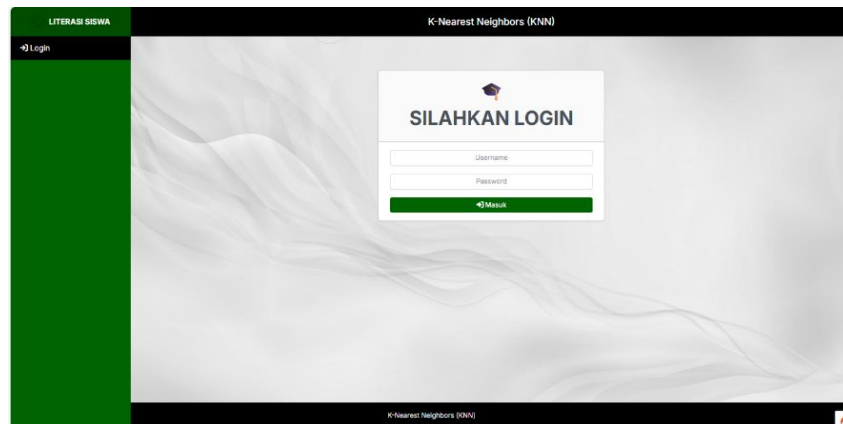 LITERASI SISWA
K-Nearest Neighbors (KNN)
Login
SILAHKAN LOGIN
Username
Password
Masuk
K-Nearest Neighbors (KNN)